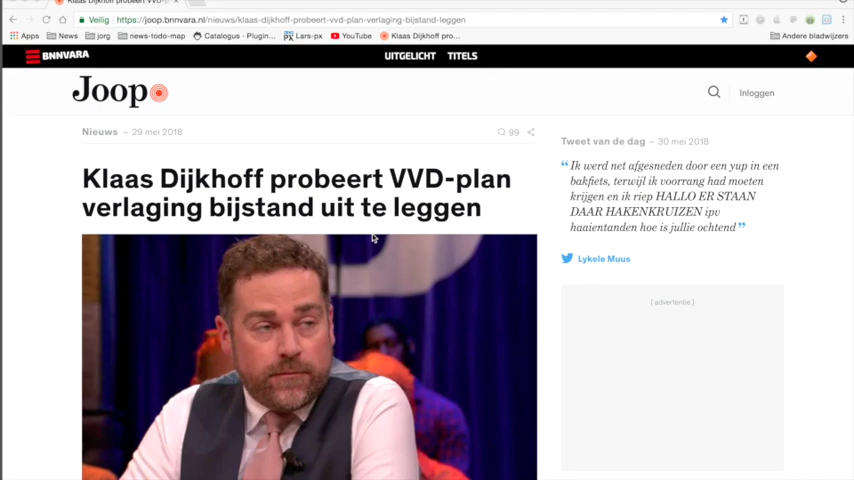 Klaas Dijkhoff probeert VVD-p
Veilig
https://joop.bnnvara.nl/nieuws/klaas-dijkhoff-probeert-vvd-plan-verlaging-bijstand-uit-te-leggen
Apps News jorg news-todo-map Catalogus - Plugin... Lars-px YouTube Klaas Dijkhoff pro... Andere bladwijzers
BNNVARA UITGELICHT TITELS
Joop
Inloggen
Nieuws – 29 mei 2018
99
Klaas Dijkhoff probeert VVD-plan
verlaging bijstand uit te leggen
Tweet van de dag – 30 mei 2018
“Ik werd net afgesneden door een yup in een
bakfiets, terwijl ik voorrang had moeten
krijgen en ik riep HALLO ER STAAN
DAAR HAKENKRUIZEN ipv
haaientanden hoe is jullie ochtend”
Lykele Muus
[ advertentie ]